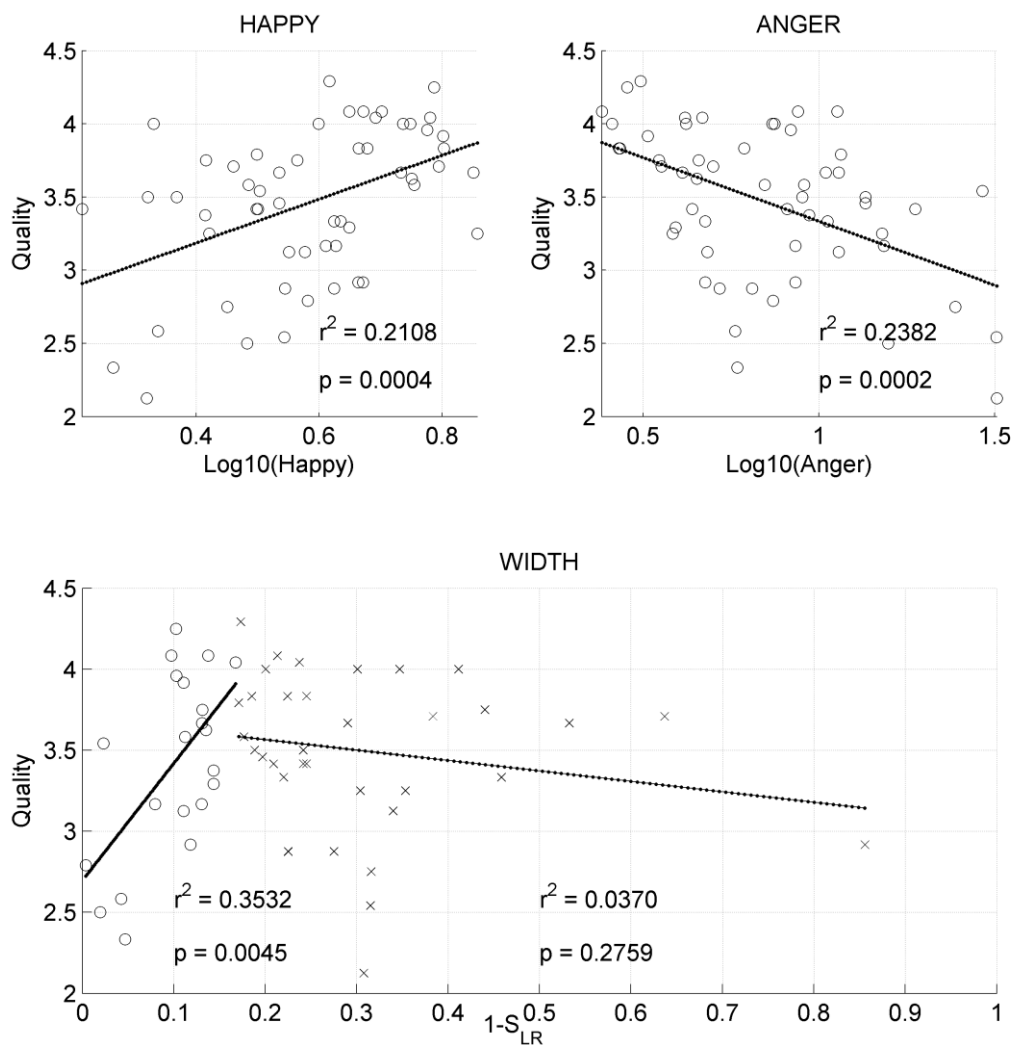 HAPPY
4.5
4
3.5
3
2.5
2
Quality
r² = 0.2108
p = 0.0004
0.4 0.6 0.8
Log10(Happy)
ANGER
4.5
4
3.5
3
2.5
2
Quality
r² = 0.2382
p = 0.0002
0.5 1 1.5
Log10(Anger)
WIDTH
4.5
4
3.5
3
2.5
2
Quality
r² = 0.3532 r² = 0.0370
p = 0.0045 p = 0.2759
0 0.1 0.2 0.3 0.4 0.5 0.6 0.7 0.8 0.9 1
1-S_LR